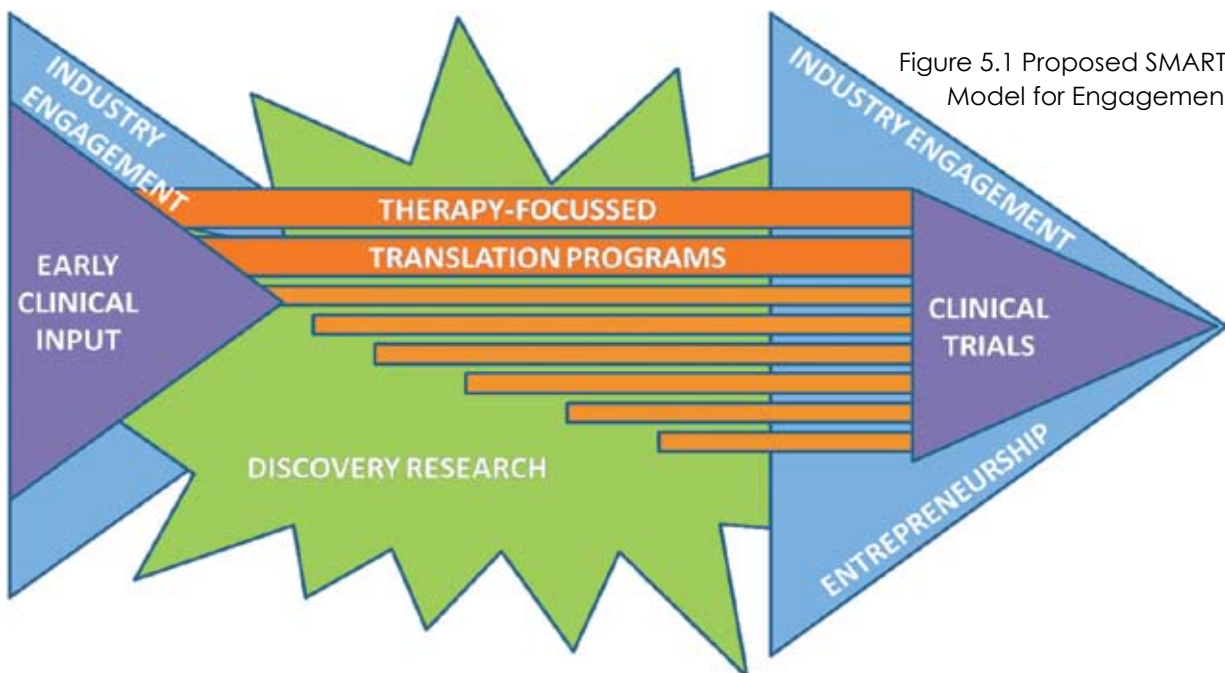 Figure 5.1 Proposed SMART
Model for Engagemen
INDUSTRY
ENGAGEMENT
EARLY
CLINICAL
INPUT
THERAPY-FOCUSSED
TRANSLATION PROGRAMS
DISCOVERY RESEARCH
INDUSTRY ENGAGEMENT
CLINICAL
TRIALS
ENTREPRENEURSHIP